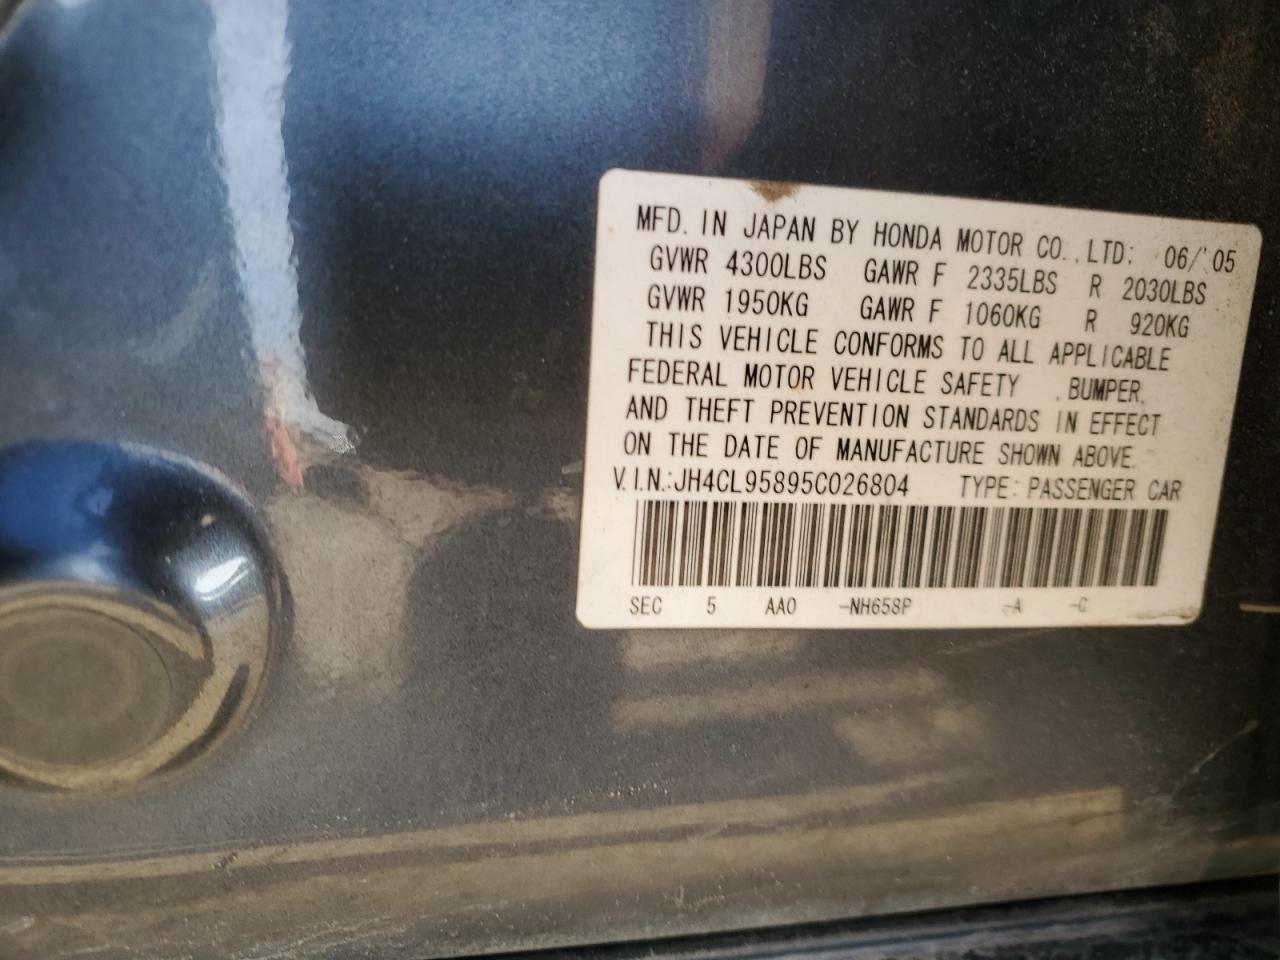 MFD. IN JAPAN BY HONDA MOTOR CO.,LTD; 06/'05
GVWR 4300LBS GAWR F 2335LBS R 2030LBS
GVWR 1950KG GAWR F 1060KG R 920KG
THIS VEHICLE CONFORMS TO ALL APPLICABLE
FEDERAL MOTOR VEHICLE SAFETY , BUMPER,
AND THEFT PREVENTION STANDARDS IN EFFECT
ON THE DATE OF MANUFACTURE SHOWN ABOVE.
V.I.N.:JH4CL95895C026804 TYPE: PASSENGER CAR
SEC 5 AAO -NH658P -A -C